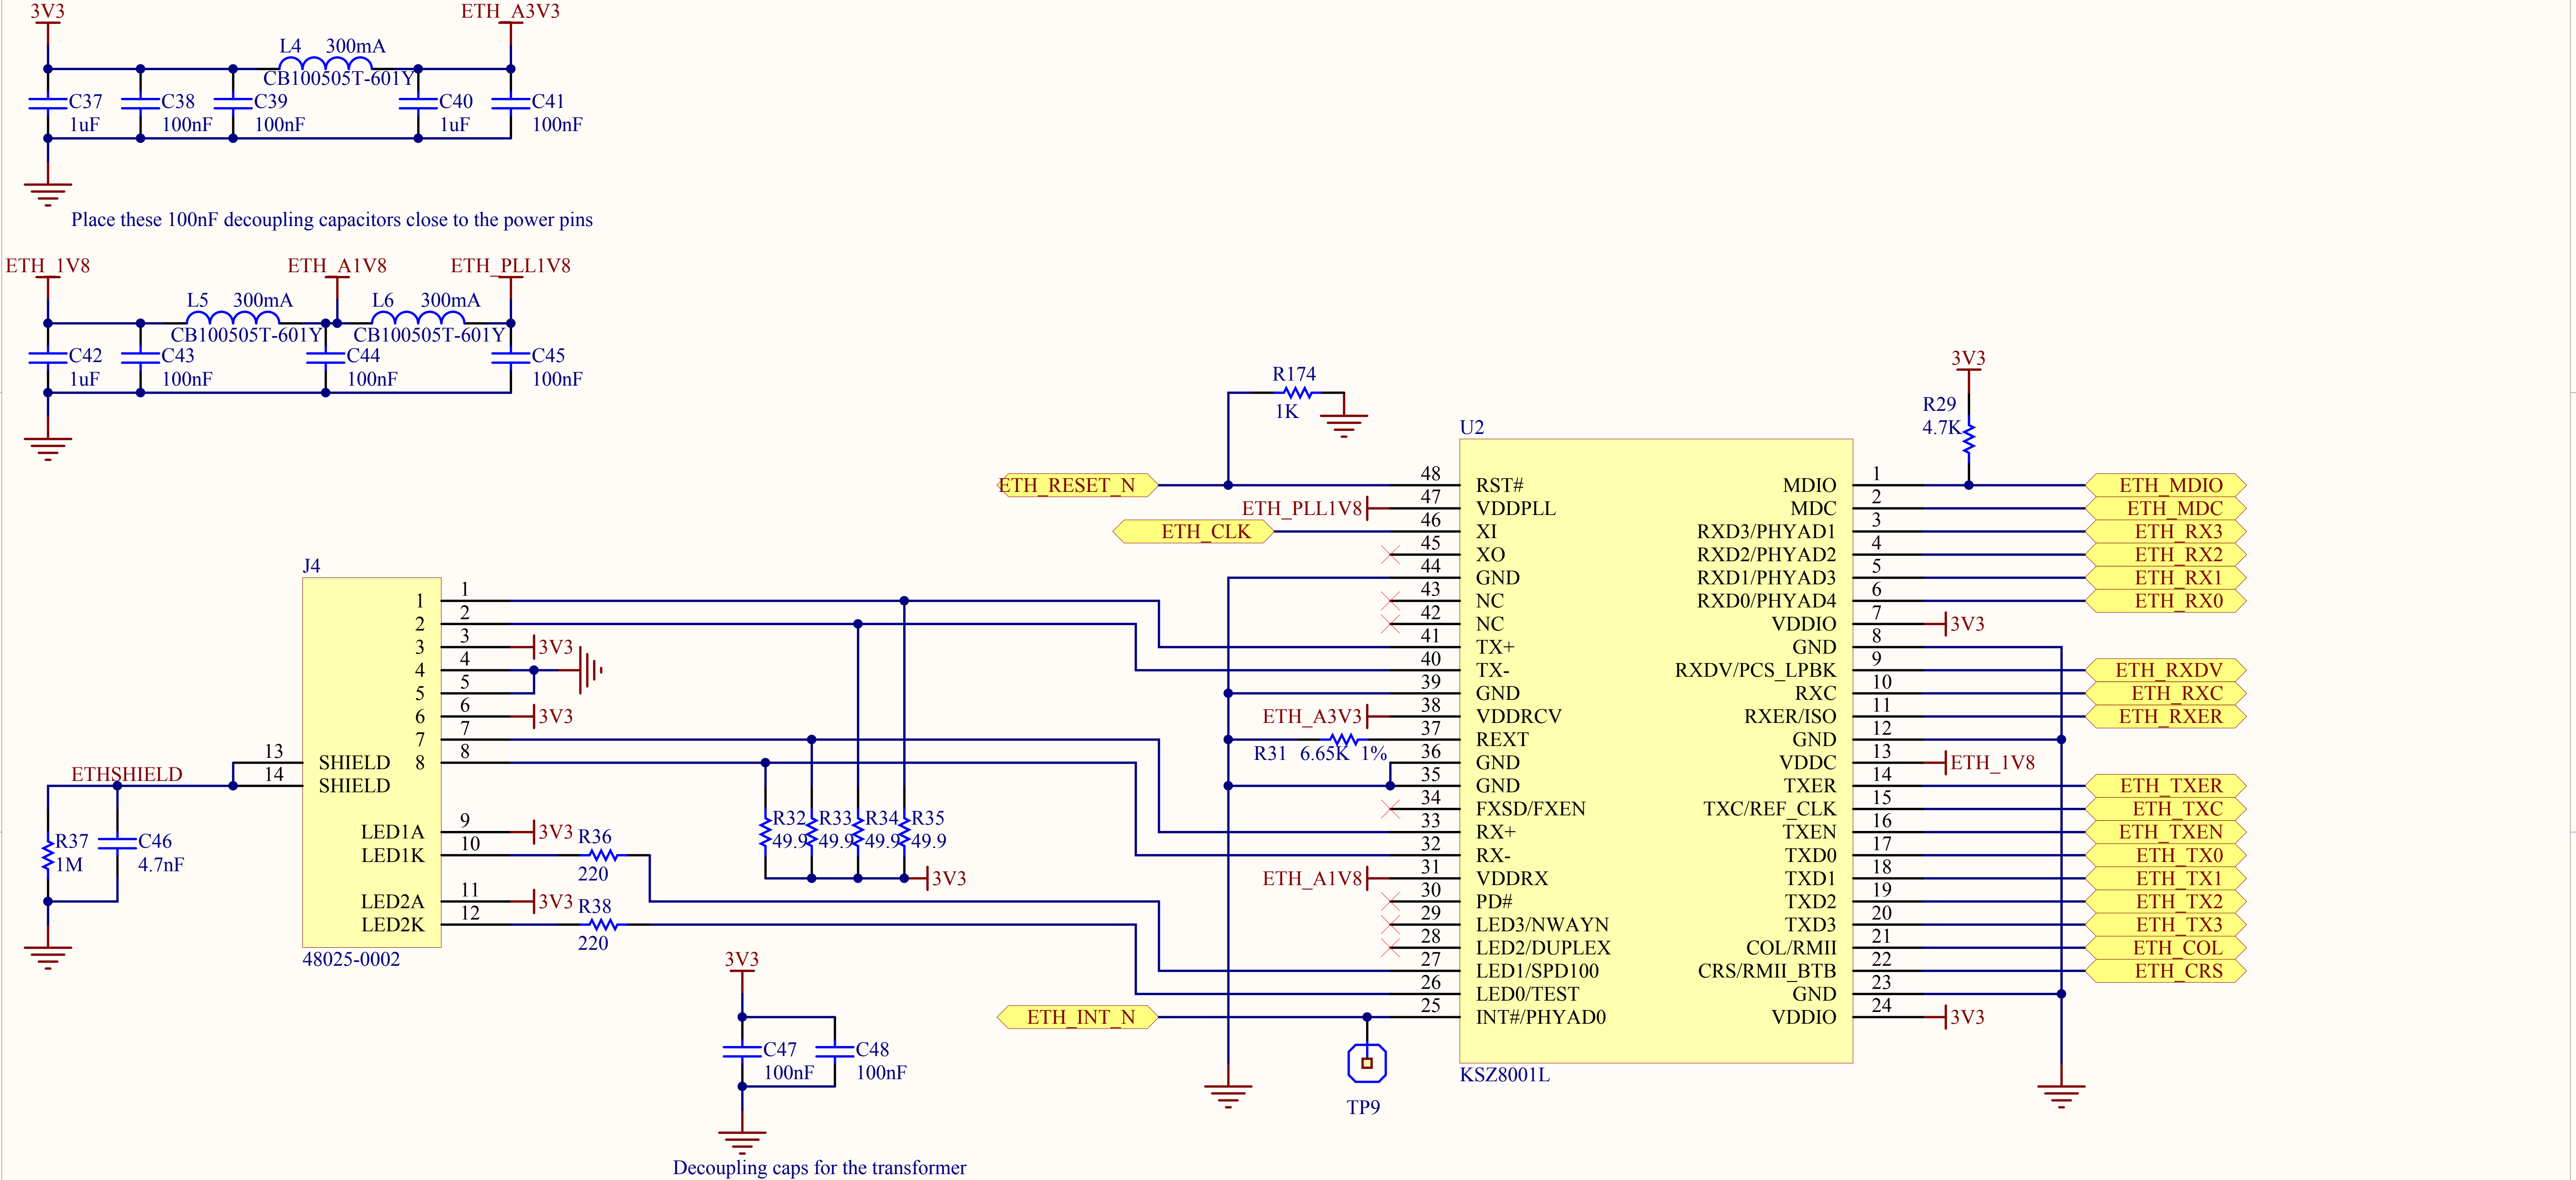 3V3
ETH_A3V3
L4 300mA
CB100505T-601Y
C37 C38 C39 C40 C41
1uF 100nF 100nF 1uF 100nF
Place these 100nF decoupling capacitors close to the power pins
ETH_1V8 ETH_A1V8 ETH_PLL1V8
L5 300mA L6 300mA
CB100505T-601Y CB100505T-601Y
C42 C43 C44 C45
1uF 100nF 100nF 100nF
R174
1K
3V3
R29
4.7K
U2
ETH_RESET_N 48 RST# MDIO 1 ETH_MDIO
ETH_PLL1V8 47 VDDPLL MDC 2 ETH_MDC
ETH_CLK 46 XI RXD3/PHYAD1 3 ETH_RX3
45 XO RXD2/PHYAD2 4 ETH_RX2
44 GND RXD1/PHYAD3 5 ETH_RX1
43 NC RXD0/PHYAD4 6 ETH_RX0
42 NC VDDIO 7 3V3
41 TX+ GND 8
40 TX- RXDV/PCS_LPBK 9 ETH_RXDV
39 GND RXC 10 ETH_RXC
ETH_A3V3 38 VDDRCV RXER/ISO 11 ETH_RXER
R31 6.65K 1% 37 REXT GND 12
36 GND VDDC 13 ETH_1V8
35 GND TXER 14 ETH_TXER
34 FXSD/FXEN TXC/REF_CLK 15 ETH_TXC
33 RX+ TXEN 16 ETH_TXEN
32 RX- TXD0 17 ETH_TX0
ETH_A1V8 31 VDDRX TXD1 18 ETH_TX1
30 PD# TXD2 19 ETH_TX2
29 LED3/NWAYN TXD3 20 ETH_TX3
28 LED2/DUPLEX COL/RMII 21 ETH_COL
27 LED1/SPD100 CRS/RMII_BTB 22 ETH_CRS
26 LED0/TEST GND 23
ETH_INT_N 25 INT#/PHYAD0 VDDIO 24 3V3
KSZ8001L
TP9
J4
1 1
2 2
3 3 3V3
4 4
5 5
6 6 3V3
7 7
13 SHIELD 8 8
14 SHIELD
ETHSHIELD
R37 C46
1M 4.7nF
LED1A 9 3V3
LED1K 10 R36
220
LED2A 11 3V3
LED2K 12 R38
220
48025-0002
R32 R33 R34 R35
49.9 49.9 49.9 49.9
3V3
3V3
C47 C48
100nF 100nF
Decoupling caps for the transformer